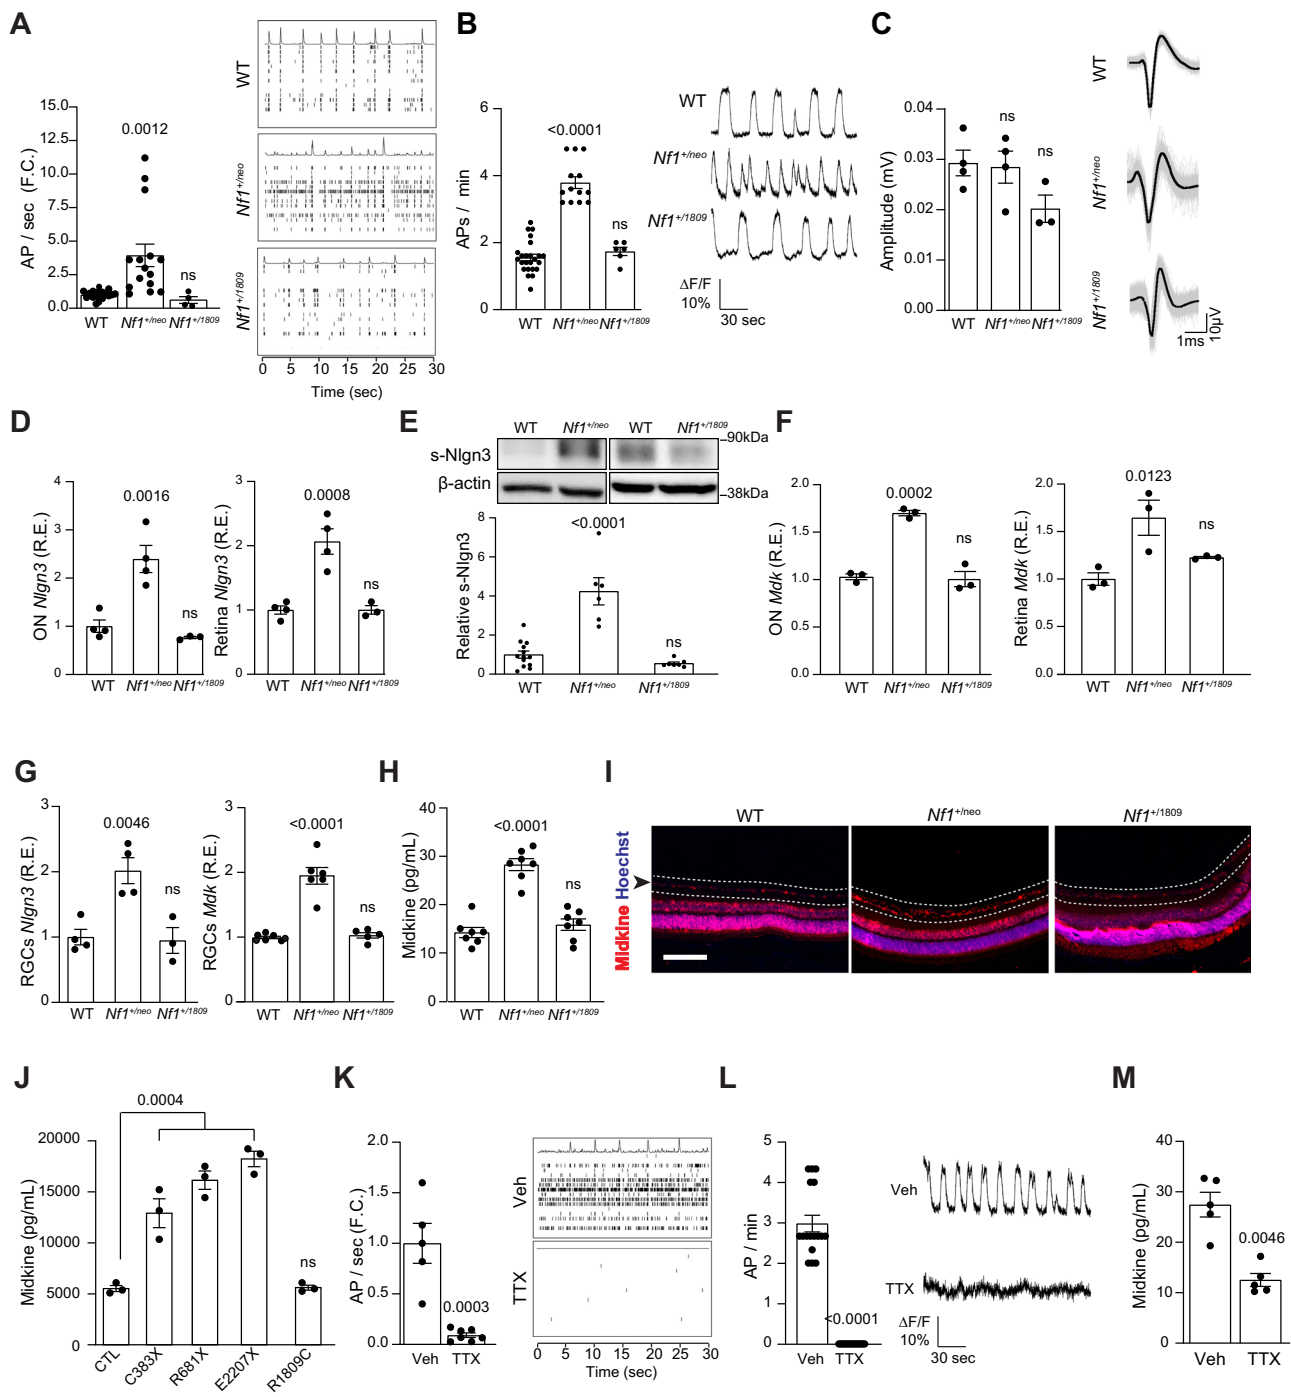 A
AP / sec (F.C.)
15.0
12.5
10.0
7.5
5.0
2.5
0.0
0.0012
ns
WT
Nf1+/neo
Nf1+/1809
WT
Nf1+/neo
Nf1+/1809
0 5 10 15 20 25 30
Time (sec)
B
APs / min
6
4
2
0
<0.0001
ns
WT
Nf1+/neo
Nf1+/1809
WT
Nf1+/neo
Nf1+/1809
ΔF/F
10%
30 sec
C
Amplitude (mV)
0.04
0.03
0.02
0.01
0.00
ns
ns
ns
WT
Nf1+/neo
Nf1+/1809
WT
Nf1+/neo
Nf1+/1809
1ms
10μV
D
ON Nlgn3 (R.E.)
4
3
2
1
0
0.0016
ns
WT
Nf1+/neo
Nf1+/1809
Retina Nlgn3 (R.E.)
3
2
1
0
0.0008
ns
WT
Nf1+/neo
Nf1+/1809
E
WT Nf1+/neo WT Nf1+/1809
s-Nlgn3
β-actin
90kDa
38kDa
Relative s-Nlgn3
8
6
4
2
0
<0.0001
ns
WT
Nf1+/neo
Nf1+/1809
F
ON Mdk (R.E.)
2.0
1.5
1.0
0.5
0.0
0.0002
ns
WT
Nf1+/neo
Nf1+/1809
Retina Mdk (R.E.)
2.0
1.5
1.0
0.5
0.0
0.0123
ns
WT
Nf1+/neo
Nf1+/1809
G
RGCs Nlgn3 (R.E.)
3
2
1
0
0.0046
ns
WT
Nf1+/neo
Nf1+/1809
RGCs Mdk (R.E.)
3
2
1
0
<0.0001
ns
WT
Nf1+/neo
Nf1+/1809
H
Midkine (pg/mL)
40
30
20
10
0
<0.0001
ns
WT
Nf1+/neo
Nf1+/1809
I
Midkine Hoechst
WT
Nf1+/neo
Nf1+/1809
J
Midkine (pg/mL)
20000
15000
10000
5000
0
0.0004
ns
CTL
C383X
R681X
E2207X
R1809C
K
AP / sec (F.C.)
2.0
1.5
1.0
0.5
0.0
0.0003
Veh
TTX
Veh
TTX
0 5 10 15 20 25 30
Time (sec)
L
AP / min
5
4
3
2
1
0
<0.0001
Veh
TTX
Veh
TTX
ΔF/F
10%
30 sec
M
Midkine (pg/mL)
40
30
20
10
0
0.0046
Veh
TTX